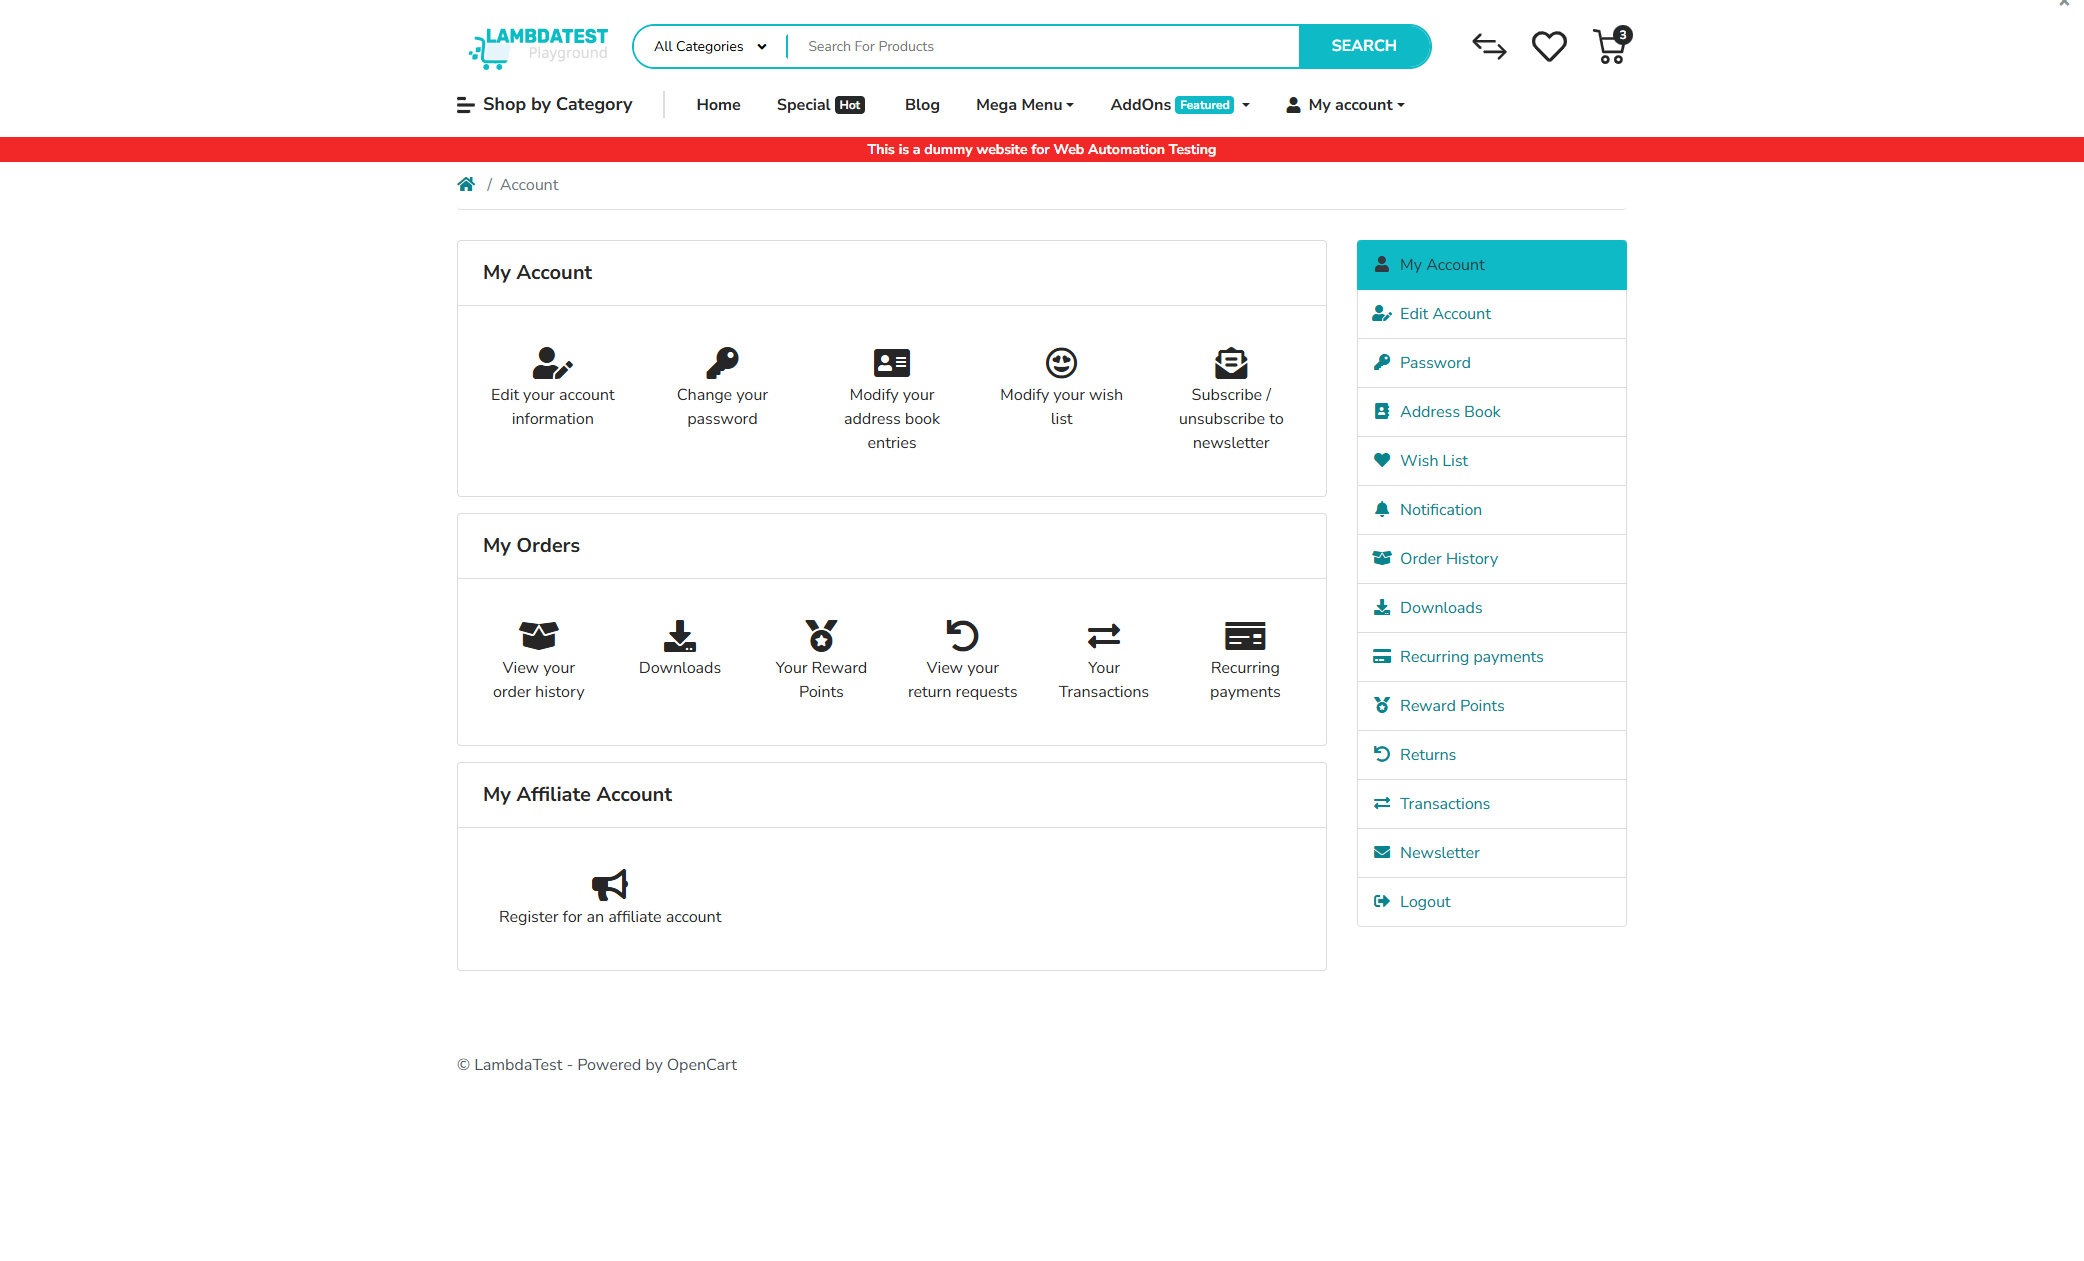 LAMBDATEST
Playground
All Categories
Search For Products
SEARCH
3
Shop by Category
Home
Special Hot
Blog
Mega Menu
AddOns Featured
My account
This is a dummy website for Web Automation Testing
/ Account
My Account
Edit your account
information
Change your
password
Modify your
address book
entries
Modify your wish
list
Subscribe /
unsubscribe to
newsletter
My Orders
View your
order history
Downloads
Your Reward
Points
View your
return requests
Your
Transactions
Recurring
payments
My Affiliate Account
Register for an affiliate account
My Account
Edit Account
Password
Address Book
Wish List
Notification
Order History
Downloads
Recurring payments
Reward Points
Returns
Transactions
Newsletter
Logout
© LambdaTest - Powered by OpenCart